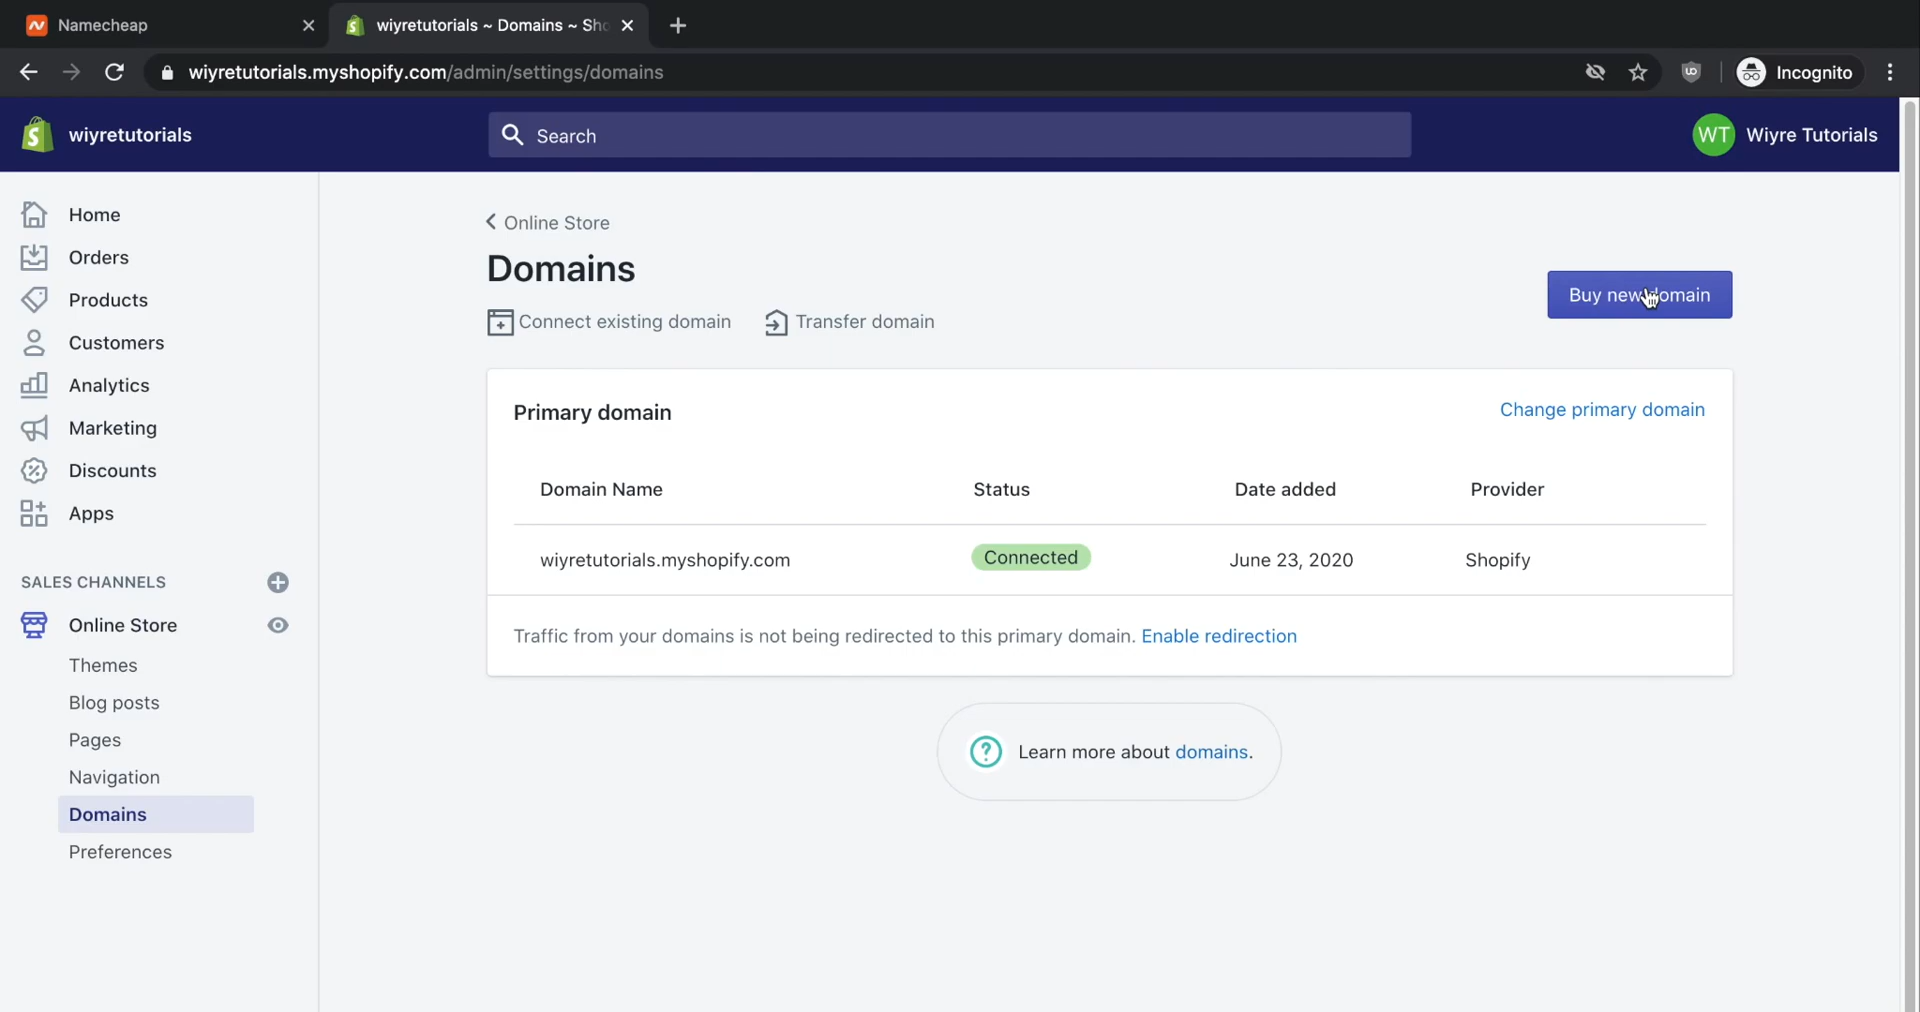 Namecheap
wiyretutorials ~ Domains ~ Sho
wiyretutorials.myshopify.com/admin/settings/domains
Incognito
wiyretutorials
Search
WT
Wiyre Tutorials
Home
Orders
Products
Customers
Analytics
Marketing
Discounts
Apps
SALES CHANNELS
Online Store
Themes
Blog posts
Pages
Navigation
Domains
Preferences
Online Store
Domains
Connect existing domain
Transfer domain
Buy new domain
Primary domain
Change primary domain
Domain Name Status Date added Provider
wiyretutorials.myshopify.com Connected June 23, 2020 Shopify
Traffic from your domains is not being redirected to this primary domain. Enable redirection
Learn more about domains.